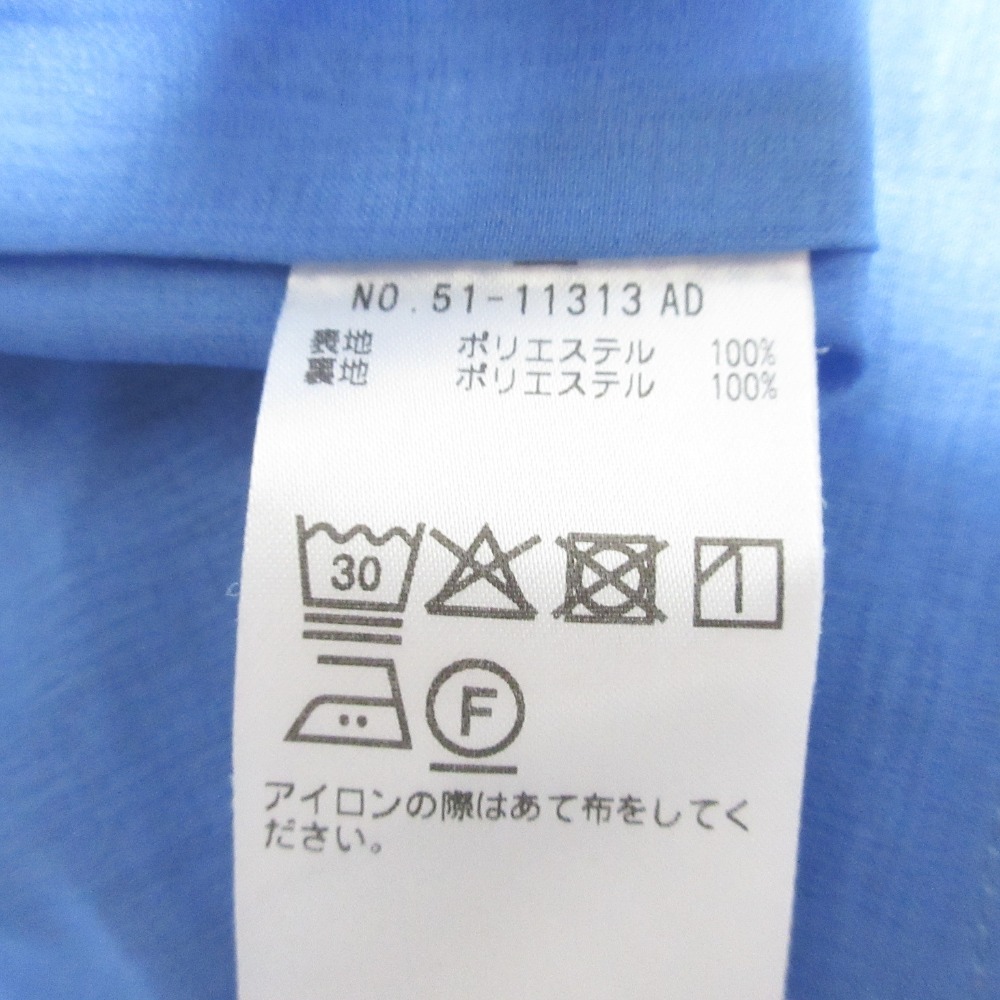 NO.51-11313 AD
表地 ポリエステル 100%
裏地 ポリエステル 100%
30
F
アイロンの際はあて布をしてく
ださい。